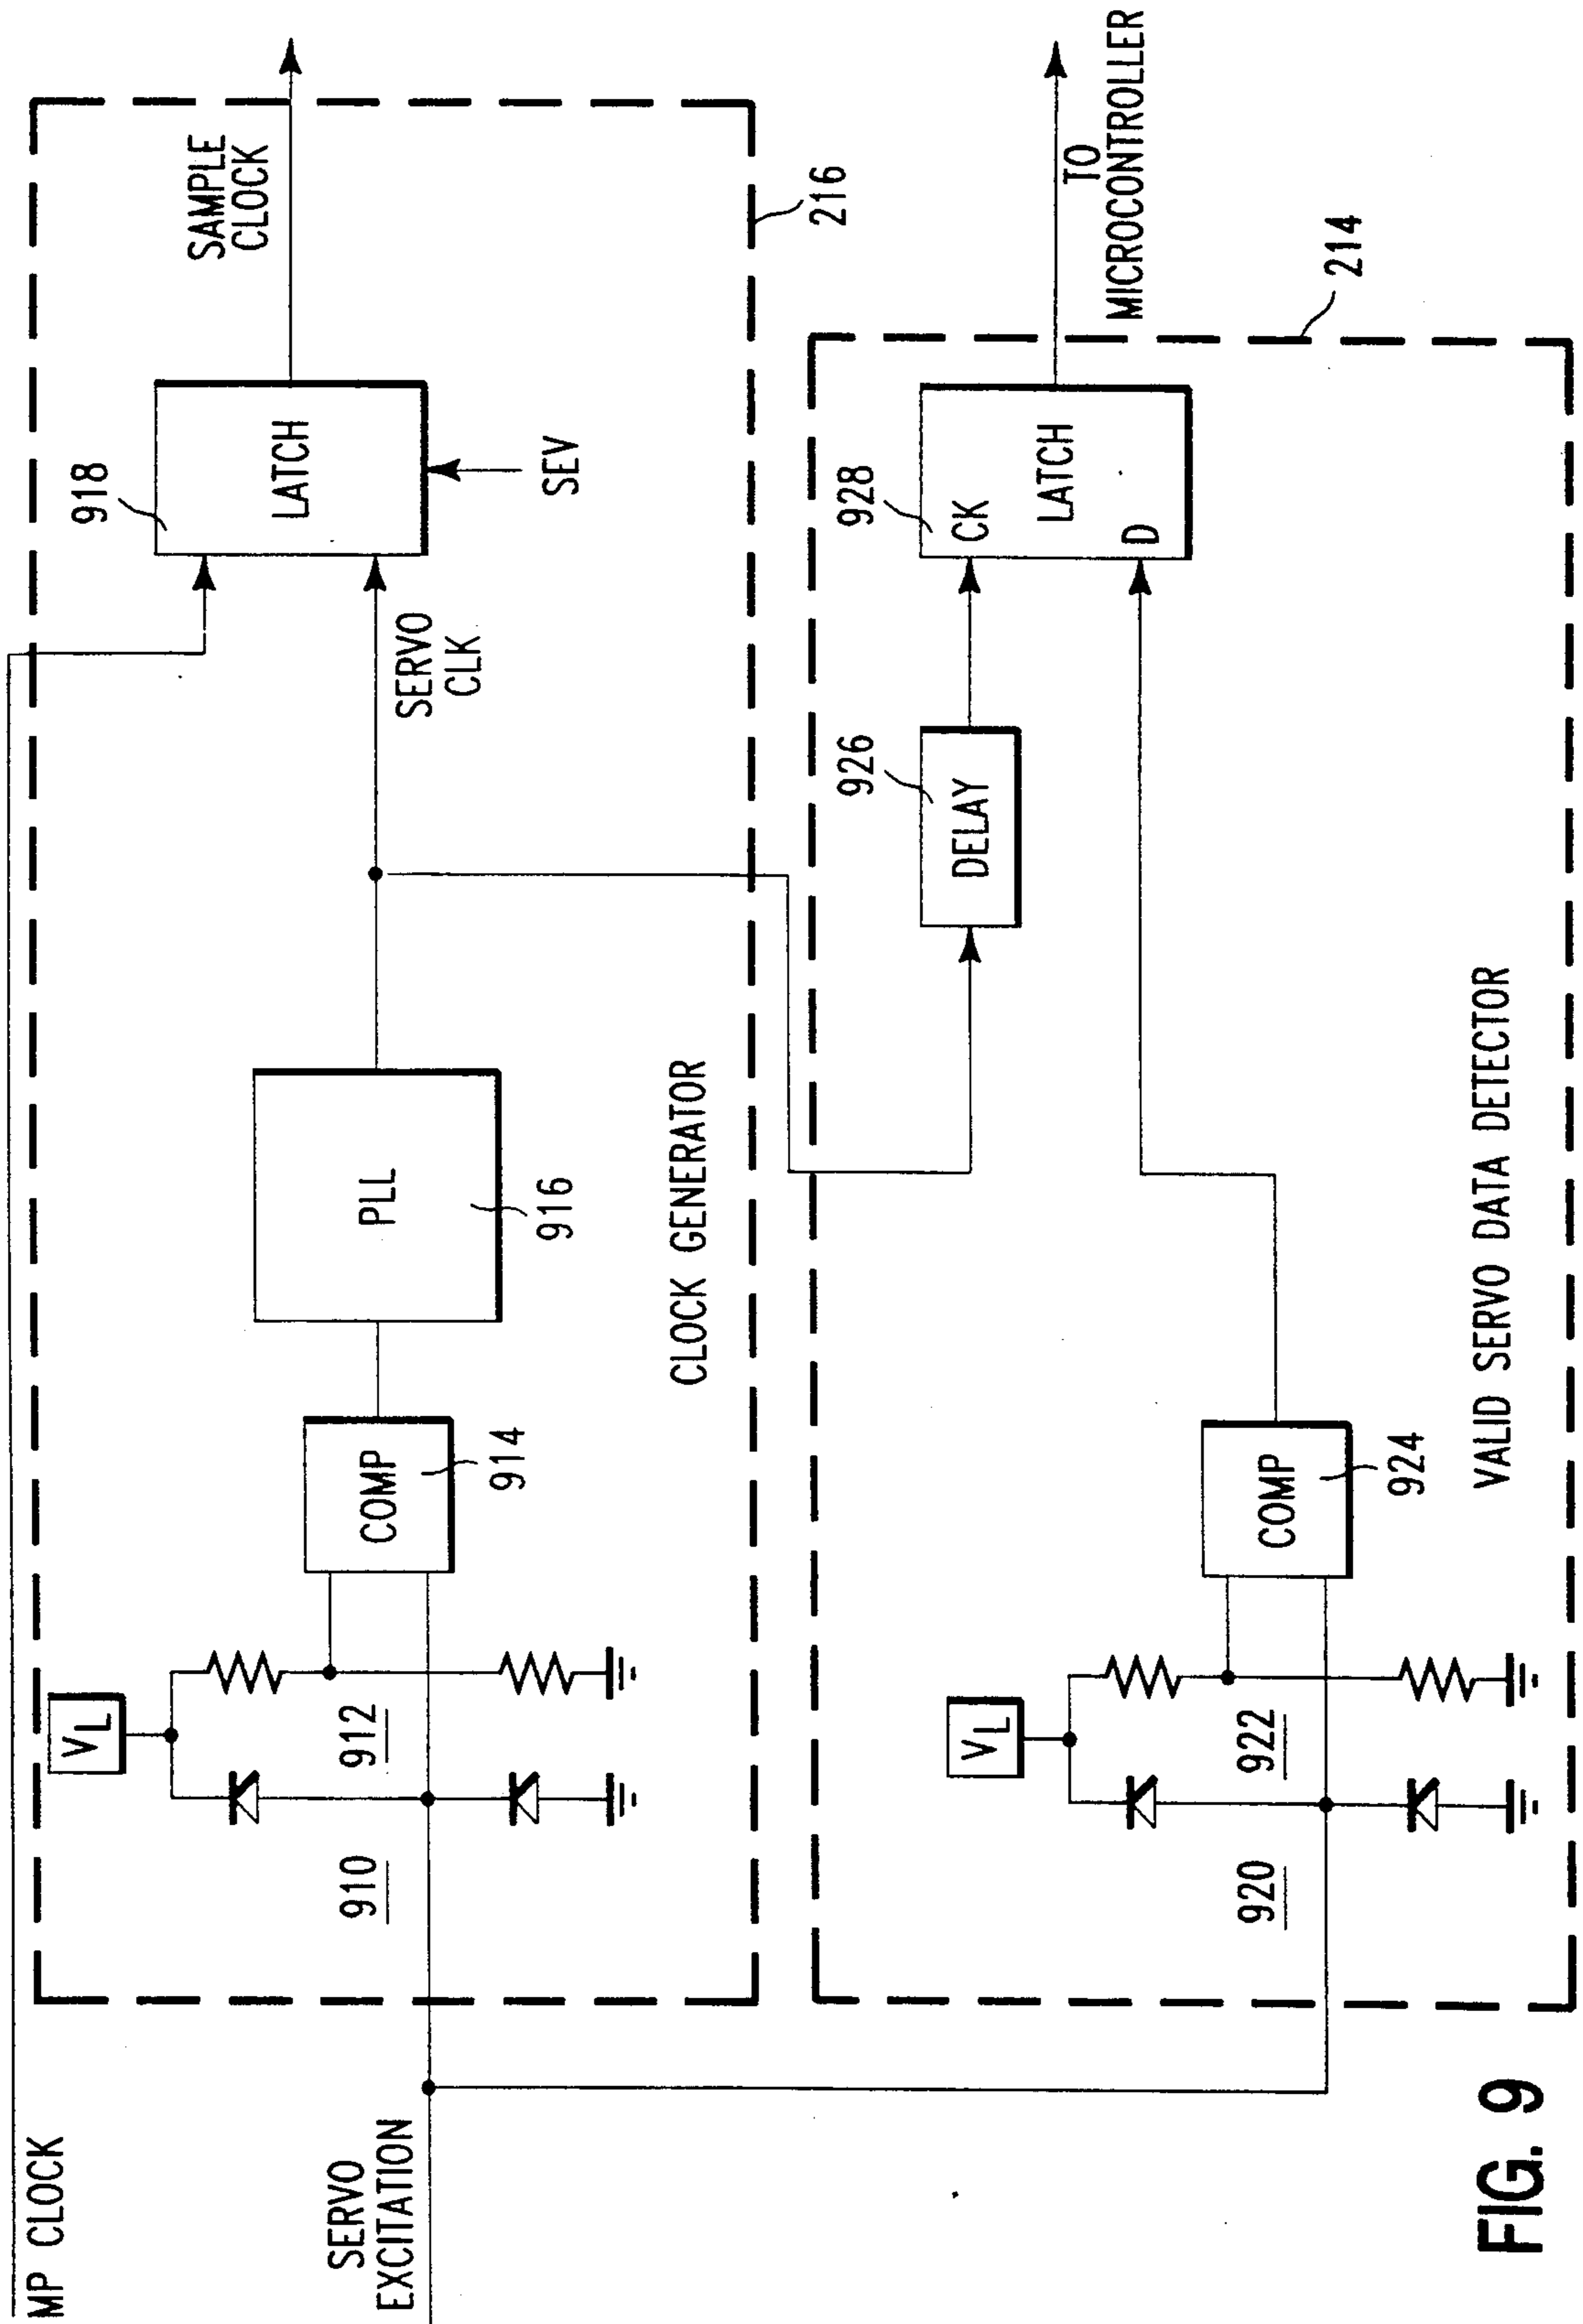 MP CLOCK
SERVO
EXCITATION
910
912
VL
COMP
914
PLL
916
CLOCK GENERATOR
SERVO
CLK
918
LATCH
SEV
SAMPLE
CLOCK
216
920
922
VL
COMP
924
VALID SERVO DATA DETECTOR
926
DELAY
928
CK
LATCH
D
TO
MICROCONTROLLER
214
FIG. 9